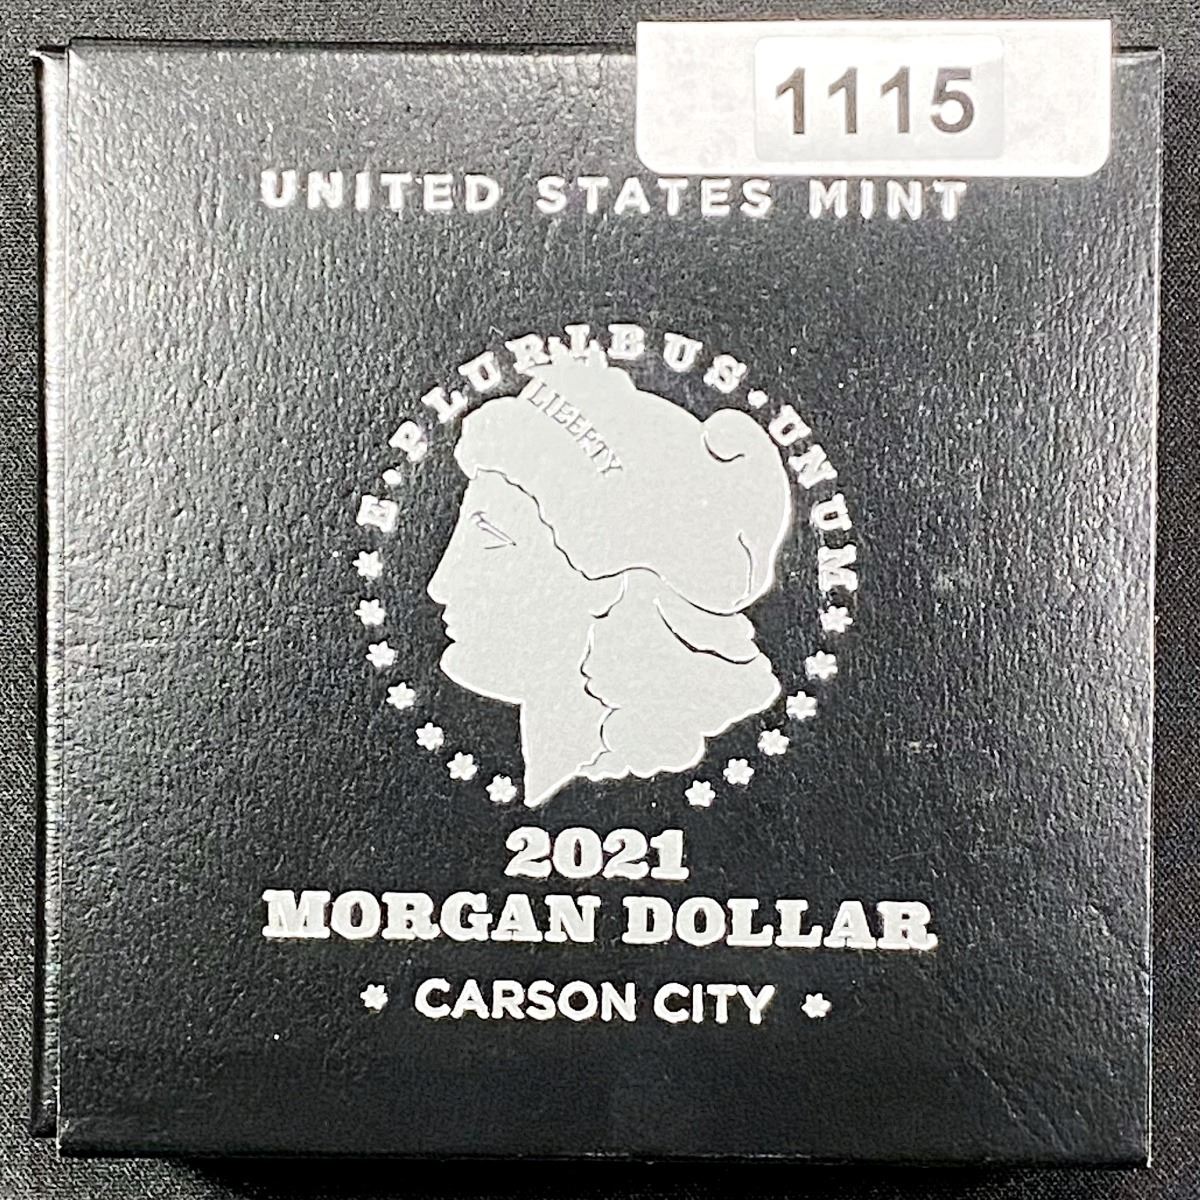 1115
UNITED STATES MINT
E·PLURIBUS·UNUM
LIBERTY
2021
MORGAN DOLLAR
* CARSON CITY *